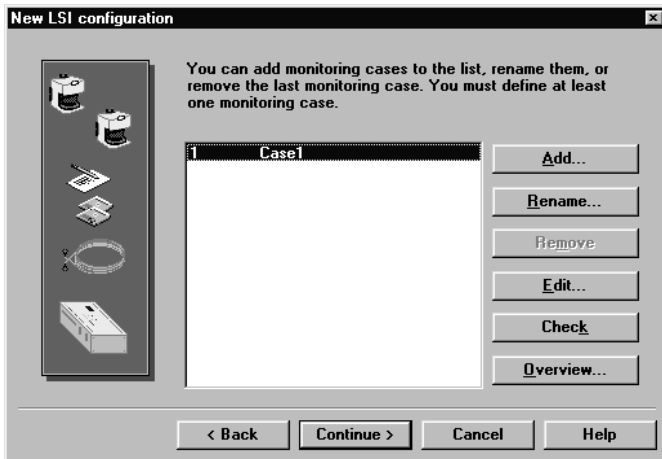 New LSI configuration
You can add monitoring cases to the list, rename them, or
remove the last monitoring case. You must define at least
one monitoring case.
1 Case1
Add...
Rename...
Remove
Edit...
Check
Overview...
< Back Continue > Cancel Help